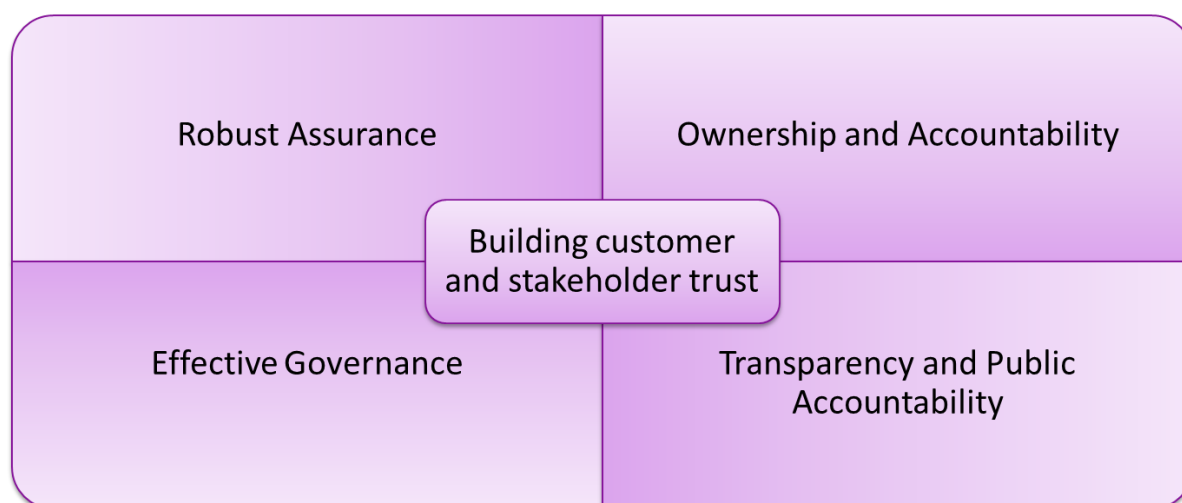 Robust Assurance
Ownership and Accountability
Building customer
and stakeholder trust
Effective Governance
Transparency and Public
Accountability